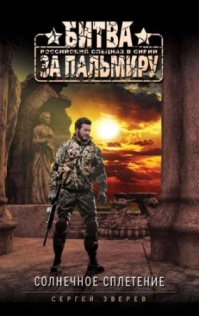 БИТВА
РОССИЙСКИЙ СПЕЦНАЗ В СИРИИ
ЗА ПАЛЬМИРУ
СОЛНЕЧНОЕ СПЛЕТЕНИЕ
СЕРГЕЙ ЗВЕРЕВ